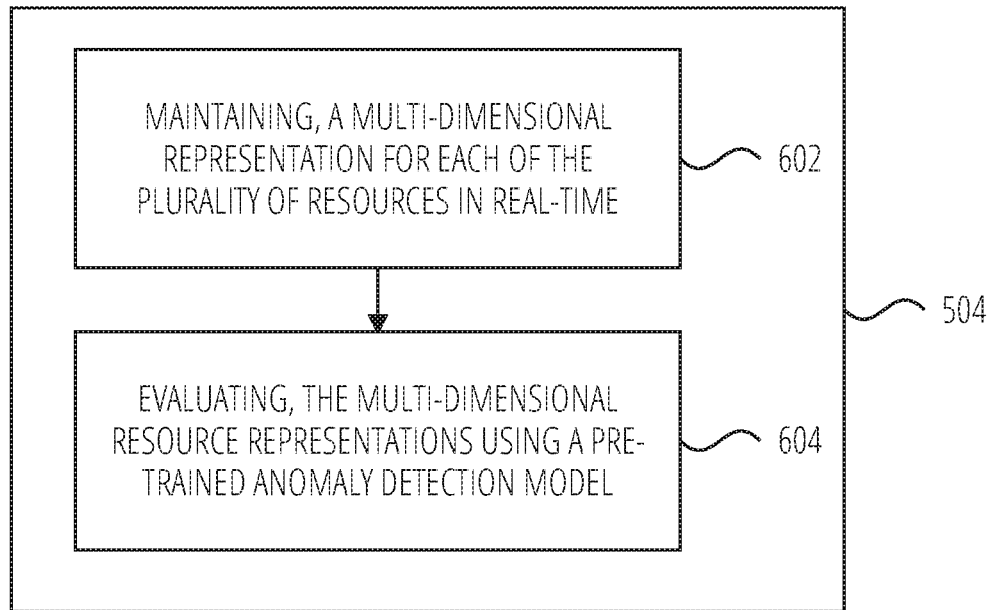 MAINTAINING, A MULTI-DIMENSIONAL
REPRESENTATION FOR EACH OF THE
PLURALITY OF RESOURCES IN REAL-TIME
602
504
EVALUATING, THE MULTI-DIMENSIONAL
RESOURCE REPRESENTATIONS USING A PRE-
TRAINED ANOMALY DETECTION MODEL
604